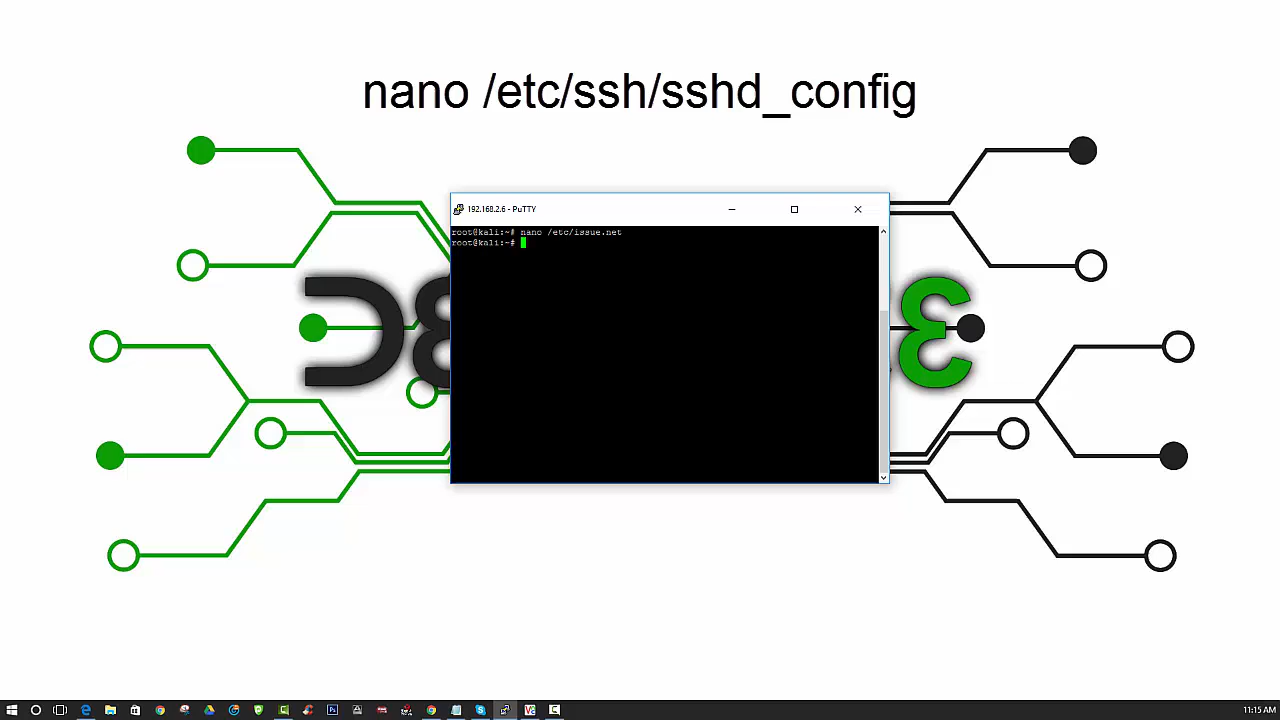 nano /etc/ssh/sshd_config
192.168.2.6 - PuTTY
root@kali:~# nano /etc/issue.net
root@kali:~#
11:15 AM